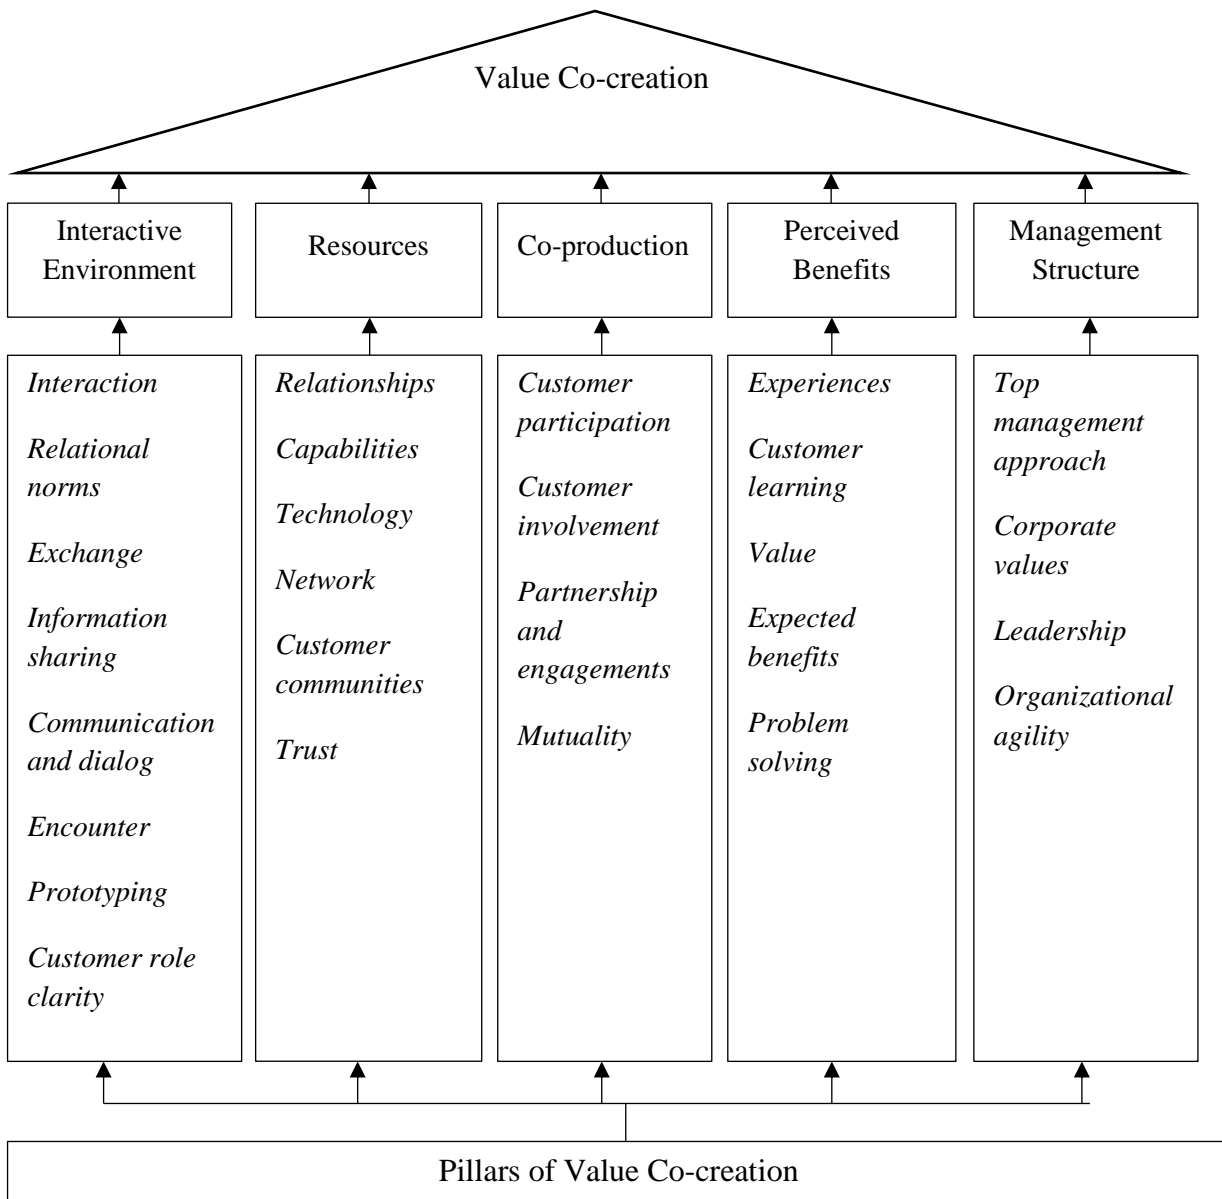 Value Co-creation
Interactive
Environment
Resources
Co-production
Perceived
Benefits
Management
Structure
Interaction
Relational
norms
Exchange
Information
sharing
Communication
and dialog
Encounter
Prototyping
Customer role
clarity
Relationships
Capabilities
Technology
Network
Customer
communities
Trust
Customer
participation
Customer
involvement
Partnership
and
engagements
Mutuality
Experiences
Customer
learning
Value
Expected
benefits
Problem
solving
Top
management
approach
Corporate
values
Leadership
Organizational
agility
Pillars of Value Co-creation